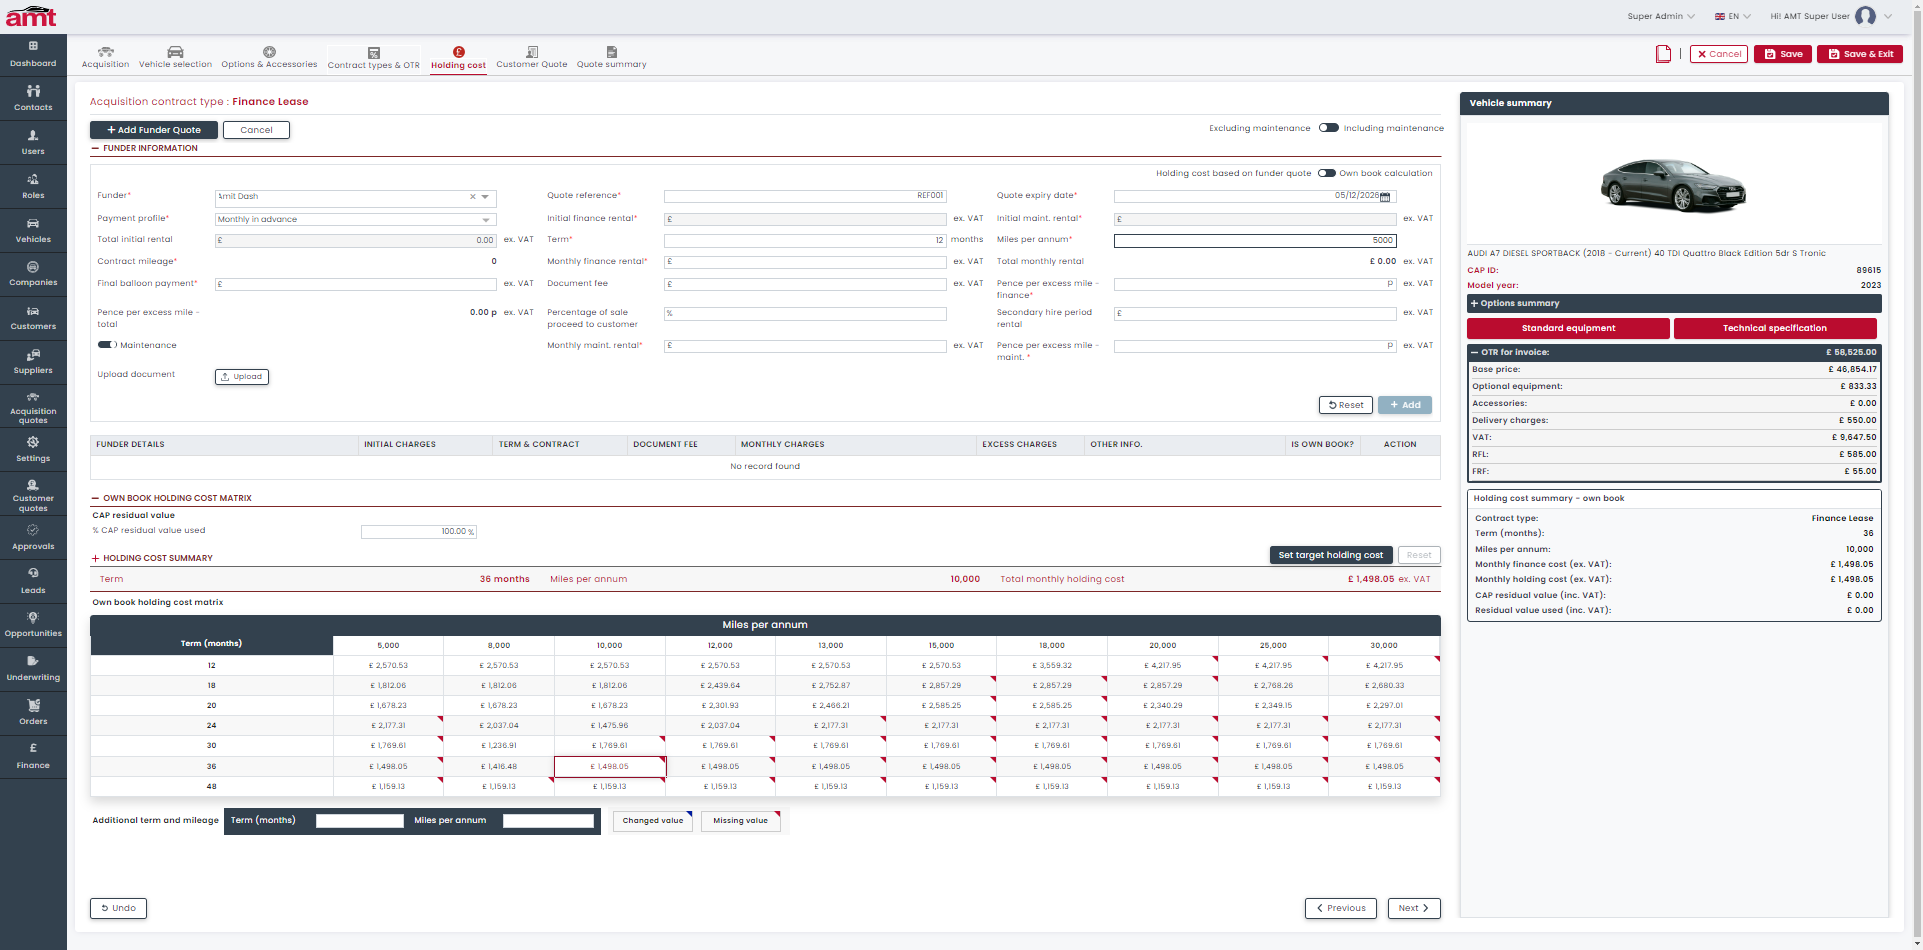 amt
Super Admin
EN
Hi! AMT Super User
Dashboard
Contacts
Users
Roles
Vehicles
Companies
Customers
Suppliers
Acquisition quotes
Settings
Customer quotes
Approvals
Leads
Opportunities
Underwriting
Orders
Finance
Acquisition
Vehicle selection
Options & Accessories
Contract types & OTR
Holding cost
Customer Quote
Quote summary
Cancel
Save
Save & Exit
Acquisition contract type : Finance Lease
+ Add Funder Quote
Cancel
Excluding maintenance
Including maintenance
FUNDER INFORMATION
Holding cost based on funder quote
Own book calculation
Funder* Amit Dash
Quote reference* REF001
Quote expiry date* 05/12/2026
Payment profile* Monthly in advance
Initial finance rental* £ ex. VAT
Initial maint. rental* £ ex. VAT
Total initial rental £ 0.00 ex. VAT
Term* 12 months
Miles per annum* 5000
Contract mileage* 0
Monthly finance rental* £ ex. VAT
Total monthly rental £ 0.00 ex. VAT
Final balloon payment* £ ex. VAT
Document fee £ ex. VAT
Pence per excess mile - finance* p ex. VAT
Pence per excess mile - total 0.00 p ex. VAT
Percentage of sale proceed to customer %
Secondary hire period rental £ ex. VAT
Maintenance
Monthly maint. rental* £ ex. VAT
Pence per excess mile - maint. * p ex. VAT
Upload document
Upload
Reset
+ Add
FUNDER DETAILS INITIAL CHARGES TERM & CONTRACT DOCUMENT FEE MONTHLY CHARGES EXCESS CHARGES OTHER INFO. IS OWN BOOK? ACTION
No record found
OWN BOOK HOLDING COST MATRIX
CAP residual value
% CAP residual value used 100.00 %
HOLDING COST SUMMARY
Set target holding cost
Reset
Term 36 months Miles per annum 10,000 Total monthly holding cost £ 1,498.05 ex. VAT
Own book holding cost matrix
Miles per annum
Term (months) 5,000 8,000 10,000 12,000 13,000 15,000 18,000 20,000 25,000 30,000
12 £ 2,570.53 £ 2,570.53 £ 2,570.53 £ 2,570.53 £ 2,570.53 £ 2,570.53 £ 3,559.32 £ 4,217.95 £ 4,217.95 £ 4,217.95
18 £ 1,812.06 £ 1,812.06 £ 1,812.06 £ 2,439.64 £ 2,752.87 £ 2,857.29 £ 2,857.29 £ 2,857.29 £ 2,768.26 £ 2,680.33
20 £ 1,678.23 £ 1,678.23 £ 1,678.23 £ 2,301.93 £ 2,466.21 £ 2,585.25 £ 2,585.25 £ 2,340.29 £ 2,349.15 £ 2,297.01
24 £ 2,177.31 £ 2,037.04 £ 1,475.96 £ 2,037.04 £ 2,177.31 £ 2,177.31 £ 2,177.31 £ 2,177.31 £ 2,177.31 £ 2,177.31
30 £ 1,769.61 £ 1,236.91 £ 1,769.61 £ 1,769.61 £ 1,769.61 £ 1,769.61 £ 1,769.61 £ 1,769.61 £ 1,769.61 £ 1,769.61
36 £ 1,498.05 £ 1,416.48 £ 1,498.05 £ 1,498.05 £ 1,498.05 £ 1,498.05 £ 1,498.05 £ 1,498.05 £ 1,498.05 £ 1,498.05
48 £ 1,159.13 £ 1,159.13 £ 1,159.13 £ 1,159.13 £ 1,159.13 £ 1,159.13 £ 1,159.13 £ 1,159.13 £ 1,159.13 £ 1,159.13
Additional term and mileage Term (months) Miles per annum Changed value Missing value
Undo
Previous
Next
Vehicle summary
AUDI A7 DIESEL SPORTBACK (2018 - Current) 40 TDI Quattro Black Edition 5dr S Tronic
CAP ID: 89615
Model year: 2023
+ Options summary
Standard equipment
Technical specification
OTR for invoice: £ 58,525.00
Base price: £ 46,854.17
Optional equipment: £ 833.33
Accessories: £ 0.00
Delivery charges: £ 550.00
VAT: £ 9,647.50
RFL: £ 585.00
FRF: £ 55.00
Holding cost summary - own book
Contract type: Finance Lease
Term (months): 36
Miles per annum: 10,000
Monthly finance cost (ex. VAT): £ 1,498.05
Monthly holding cost (ex. VAT): £ 1,498.05
CAP residual value (inc. VAT): £ 0.00
Residual value used (inc. VAT): £ 0.00